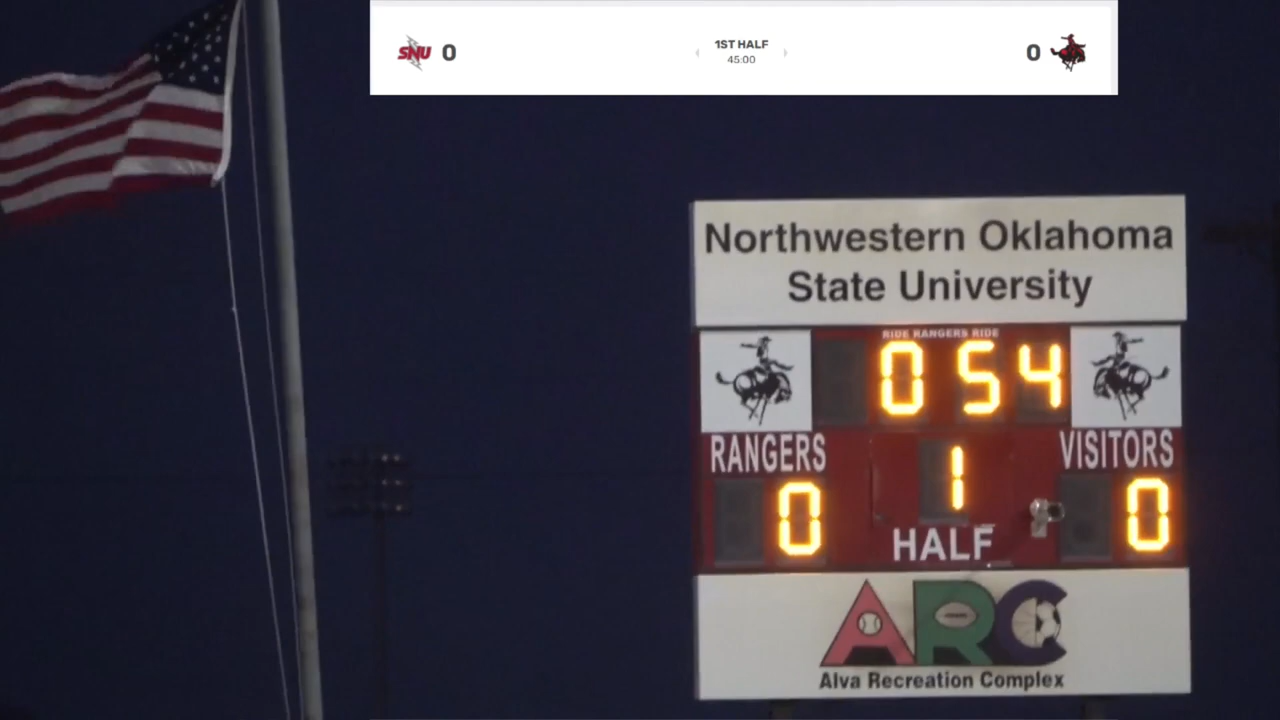 SNU 0 1ST HALF 0
45:00
Northwestern Oklahoma
State University
RIDE RANGERS RIDE
0 54
RANGERS 1 VISITORS
0 HALF 0
ARC
Alva Recreation Complex